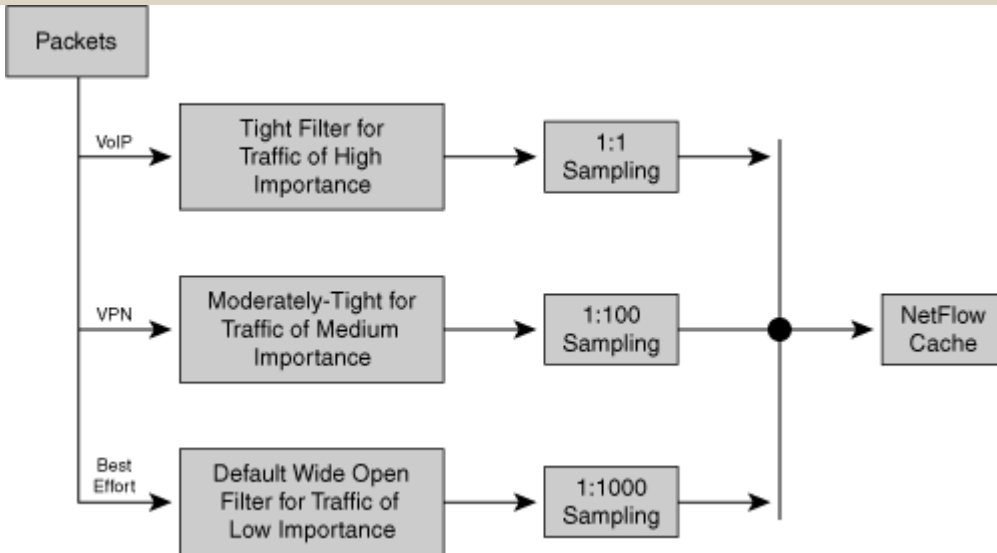 Packets
VoIP
Tight Filter for
Traffic of High
Importance
1:1
Sampling
VPN
Moderately-Tight for
Traffic of Medium
Importance
1:100
Sampling
NetFlow
Cache
Best
Effort
Default Wide Open
Filter for Traffic of
Low Importance
1:1000
Sampling